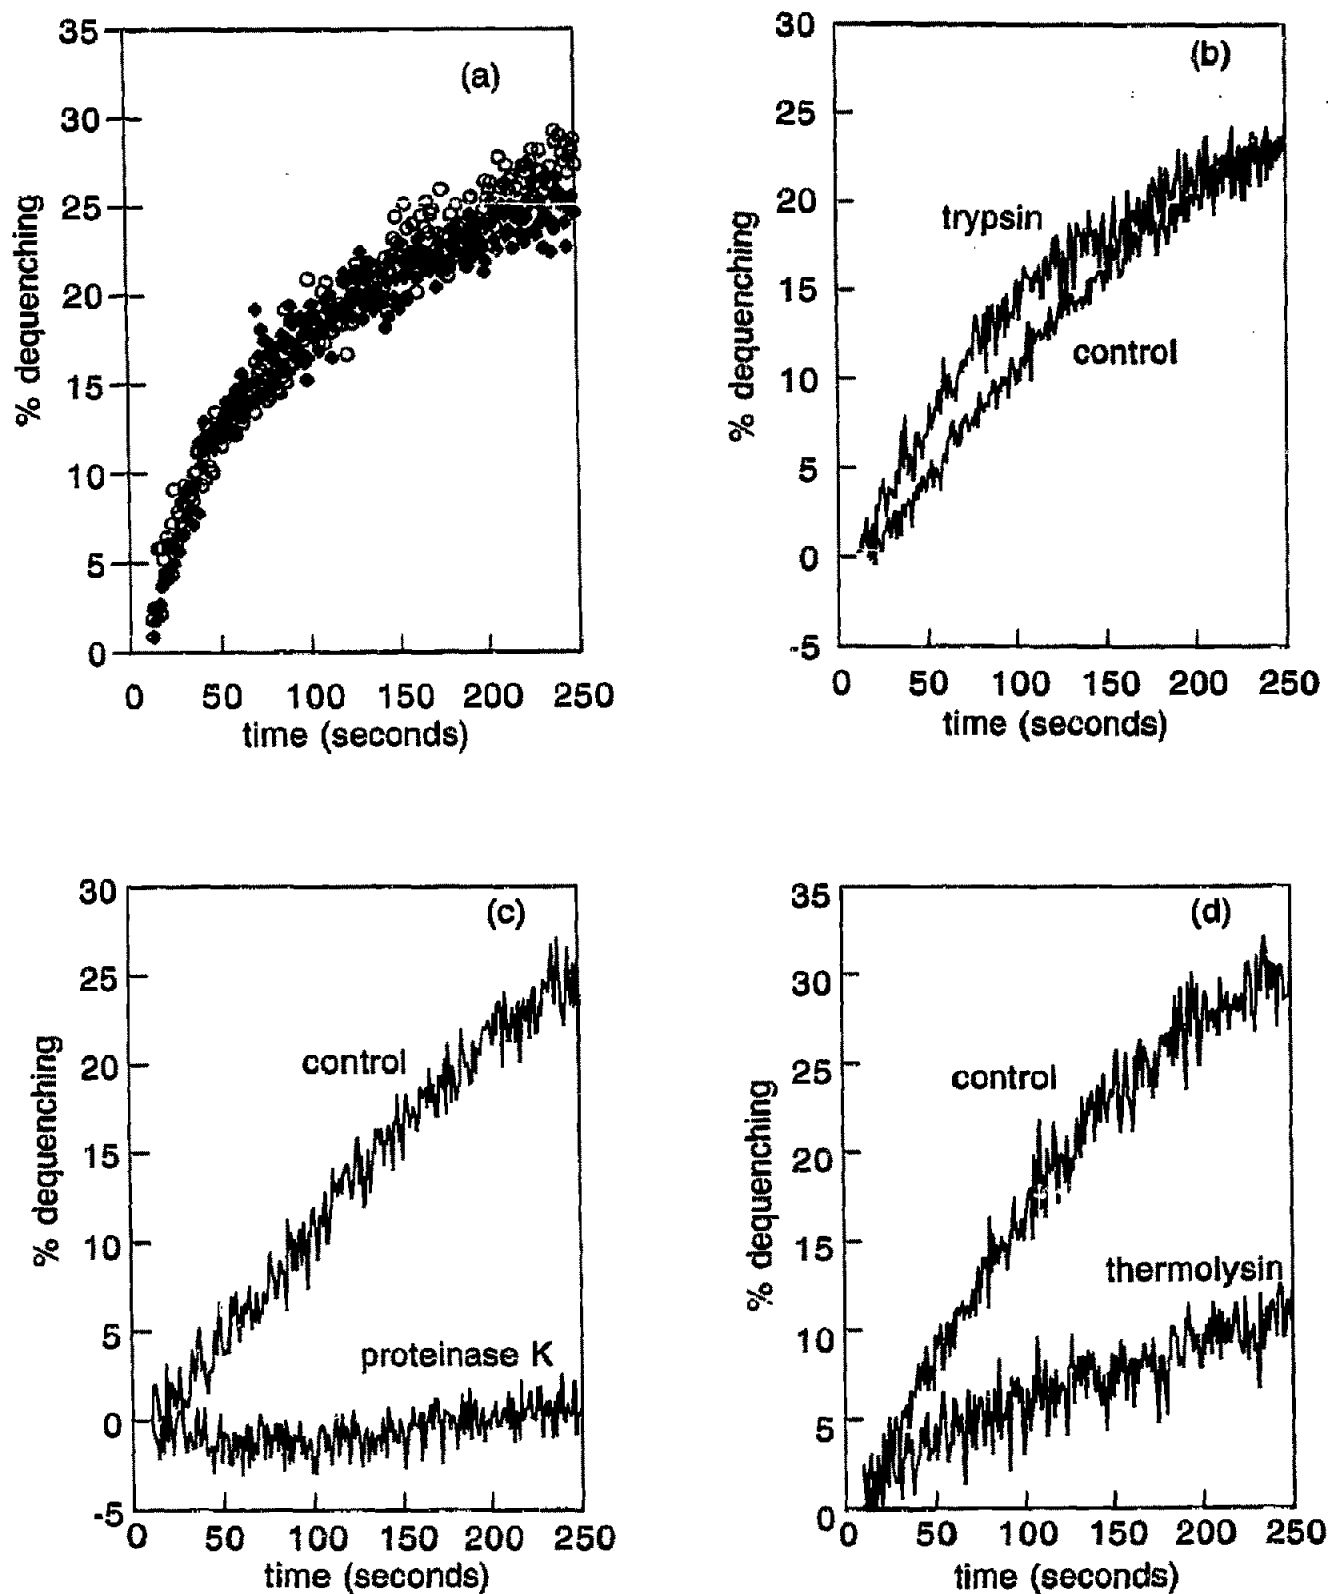 (a)
35
30
25
20
15
10
5
0
% dequenching
0 50 100 150 200 250
time (seconds)
(b)
30
25
20
15
10
5
0
-5
% dequenching
trypsin
control
0 50 100 150 200 250
time (seconds)
(c)
30
25
20
15
10
5
0
-5
% dequenching
control
proteinase K
0 50 100 150 200 250
time (seconds)
(d)
35
30
25
20
15
10
5
0
% dequenching
control
thermolysin
0 50 100 150 200 250
time (seconds)